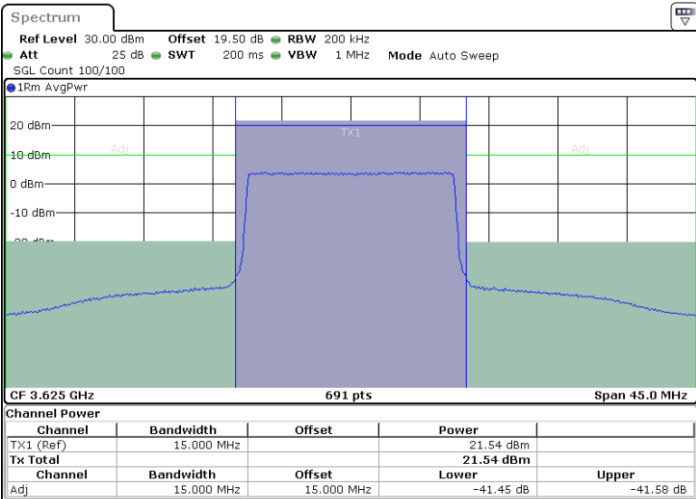 Spectrum
Ref Level 30.00 dBm Offset 19.50 dB RBW 200 kHz
Att 25 dB SWT 200 ms VBW 1 MHz Mode Auto Sweep
SGL Count 100/100
1Rm AvgPwr
20 dBm
TX1
Adj Adj
10 dBm
0 dBm
-10 dBm
CF 3.625 GHz 691 pts Span 45.0 MHz
Channel Power
Channel Bandwidth Offset Power
TX1 (Ref) 15.000 MHz 21.54 dBm
Tx Total 21.54 dBm
Channel Bandwidth Offset Lower Upper
Adj 15.000 MHz 15.000 MHz -41.45 dB -41.58 dB